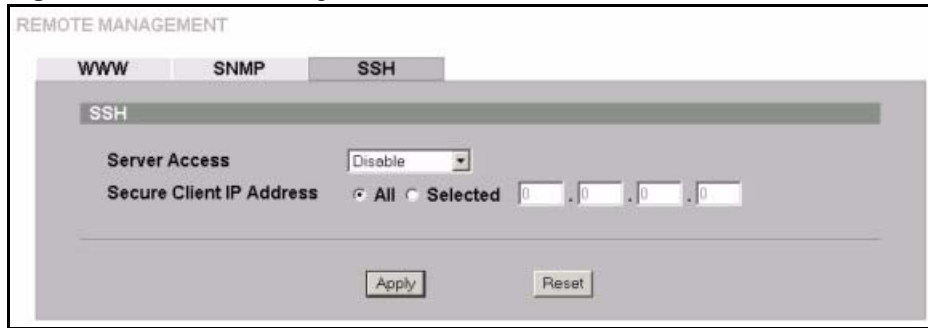 REMOTE MANAGEMENT
WWW SNMP SSH
SSH
Server Access Disable
Secure Client IP Address All Selected 0 . 0 . 0 . 0
Apply Reset